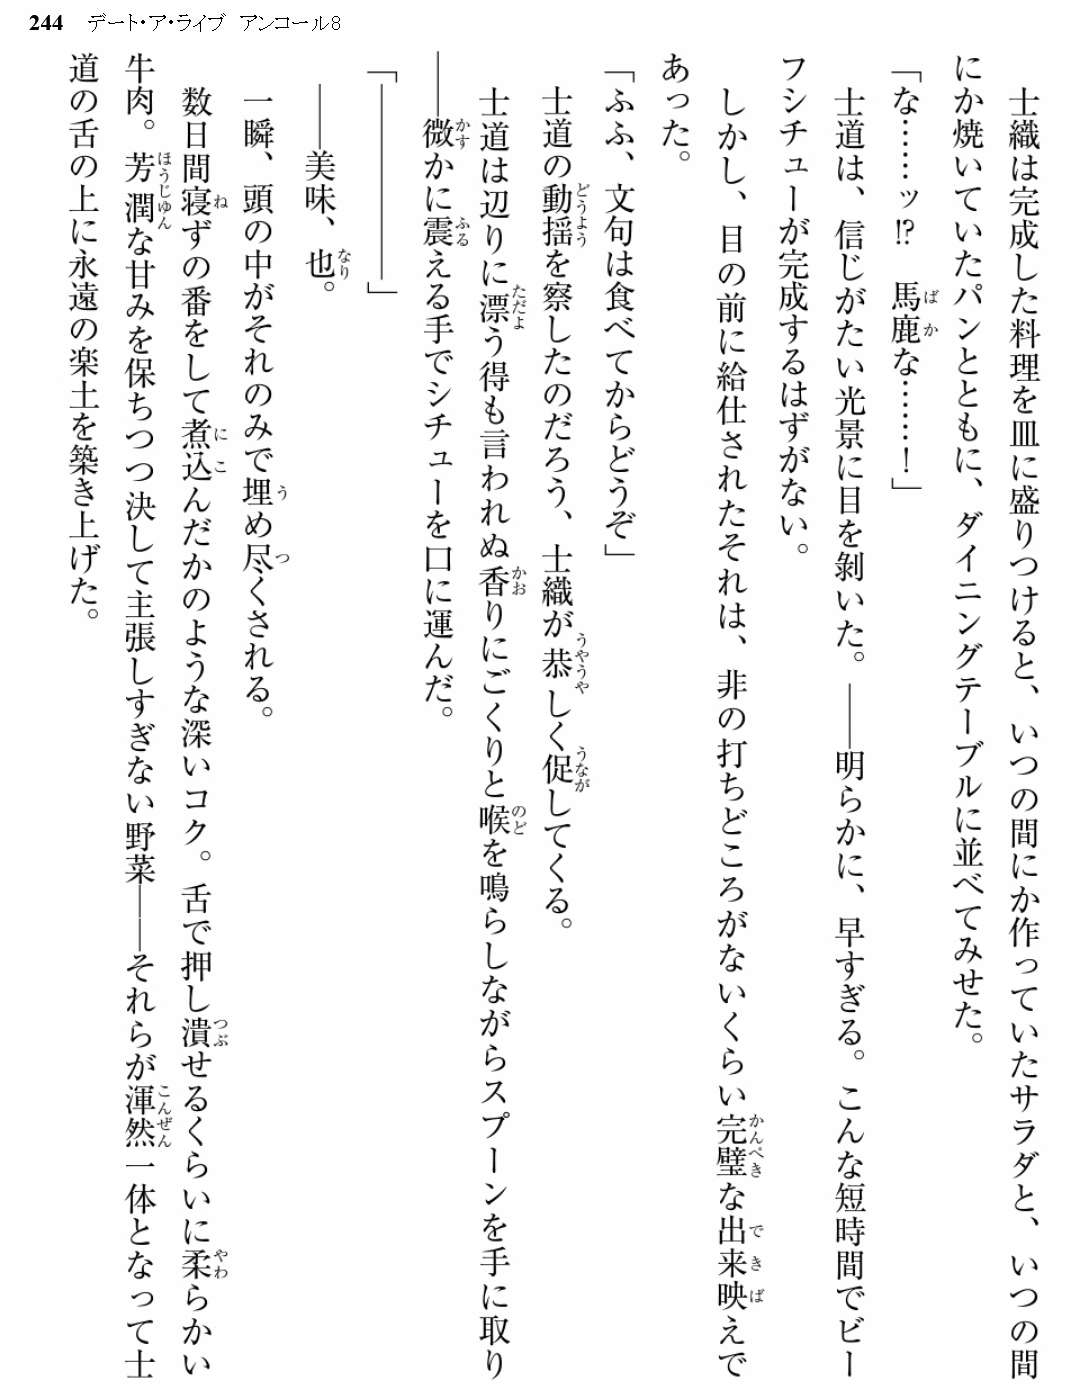 244 デート・ア・ライブ アンコール8
士織は完成した料理を皿に盛りつけると、いつの間にか作っていたサラダと、いつの間
にか焼いていたパンとともに、ダイニングテーブルに並べてみせた。
「な……ッ!? 馬鹿な……！」
士道は、信じがたい光景に目を剝いた。――明らかに、早すぎる。こんな短時間でビー
フシチューが完成するはずがない。
しかし、目の前に給仕されたそれは、非の打ちどころがないくらい完璧な出来映えで
あった。
「ふふ、文句は食べてからどうぞ」
士道の動揺を察したのだろう、士織が恭しく促してくる。
士道は辺りに漂う得も言われぬ香りにごくりと喉を鳴らしながらスプーンを手に取り
――微かに震える手でシチューを口に運んだ。
「――――――」
――美味、也。
一瞬、頭の中がそれのみで埋め尽くされる。
数日間寝ずの番をして煮込んだかのような深いコク。舌で押し潰せるくらいに柔らかい
牛肉。芳潤な甘みを保ちつつ決して主張しすぎない野菜――それらが渾然一体となって士
道の舌の上に永遠の楽土を築き上げた。